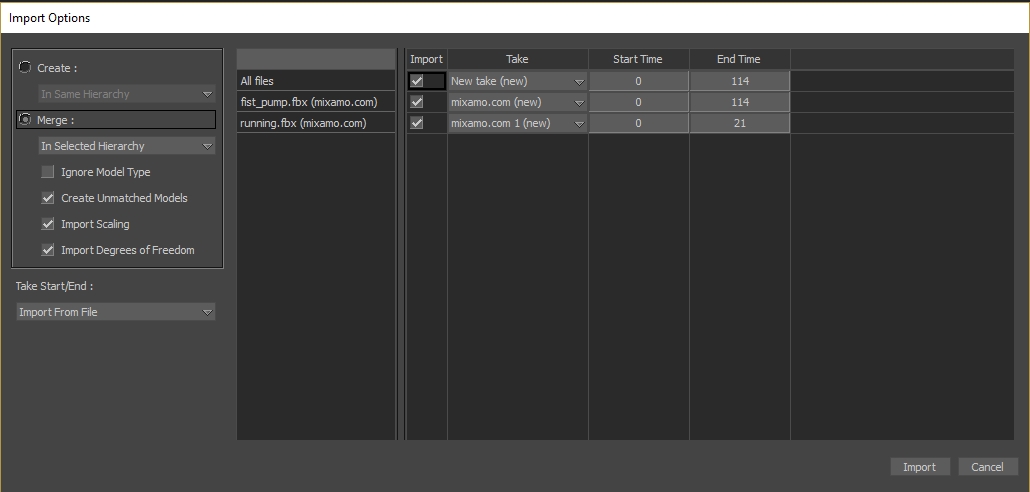 Import Options
Create :
In Same Hierarchy
Merge :
In Selected Hierarchy
Ignore Model Type
Create Unmatched Models
Import Scaling
Import Degrees of Freedom
Take Start/End :
Import From File
Import Take Start Time End Time
All files New take (new) 0 114
fist_pump.fbx (mixamo.com) mixamo.com (new) 0 114
running.fbx (mixamo.com) mixamo.com 1 (new) 0 21
Import Cancel